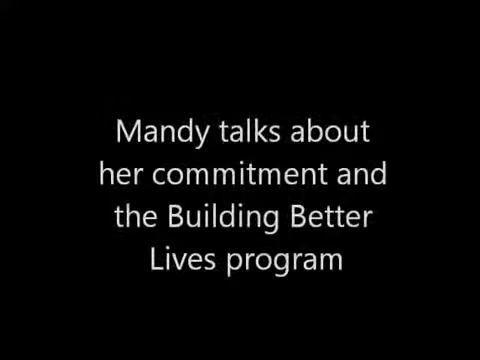 Mandy talks about
her commitment and
the Building Better
Lives program